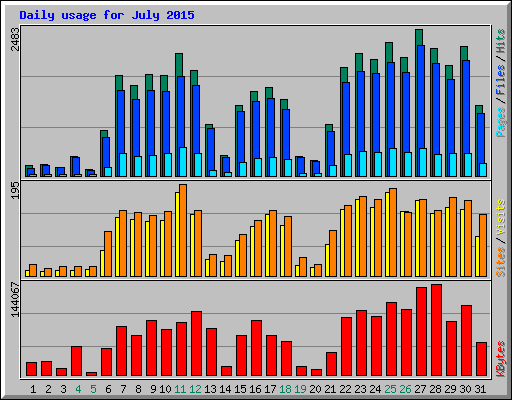 Daily usage for July 2015
2483
Pages / Files / Hits
195
Sites / Visits
144067
KBytes
1 2 3 4 5 6 7 8 9 10 11 12 13 14 15 16 17 18 19 20 21 22 23 24 25 26 27 28 29 30 31